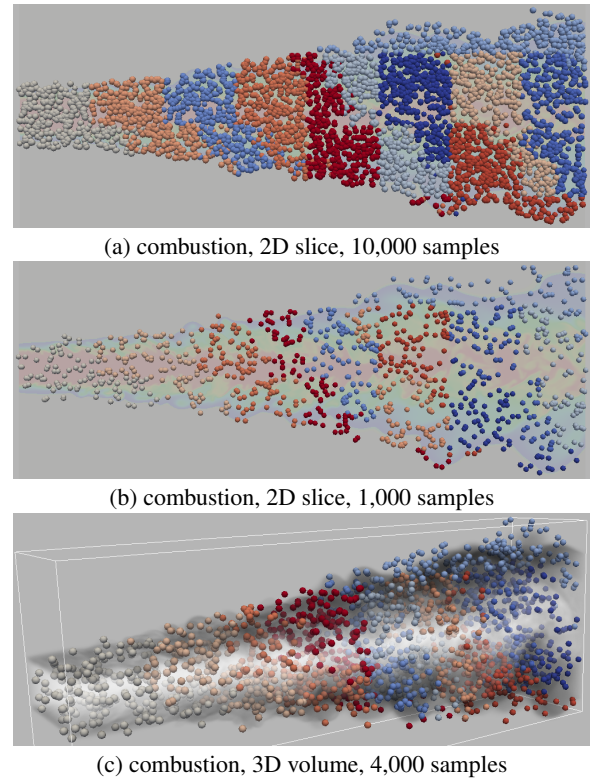 (a) combustion, 2D slice, 10,000 samples
(b) combustion, 2D slice, 1,000 samples
(c) combustion, 3D volume, 4,000 samples